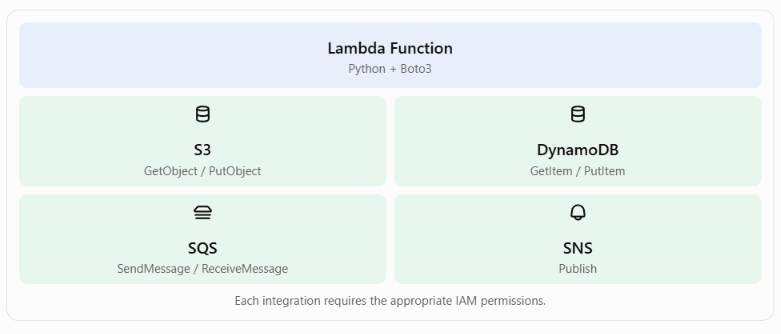 Lambda Function
Python + Boto3
S3
GetObject / PutObject
DynamoDB
GetItem / PutItem
SQS
SendMessage / ReceiveMessage
SNS
Publish
Each integration requires the appropriate IAM permissions.